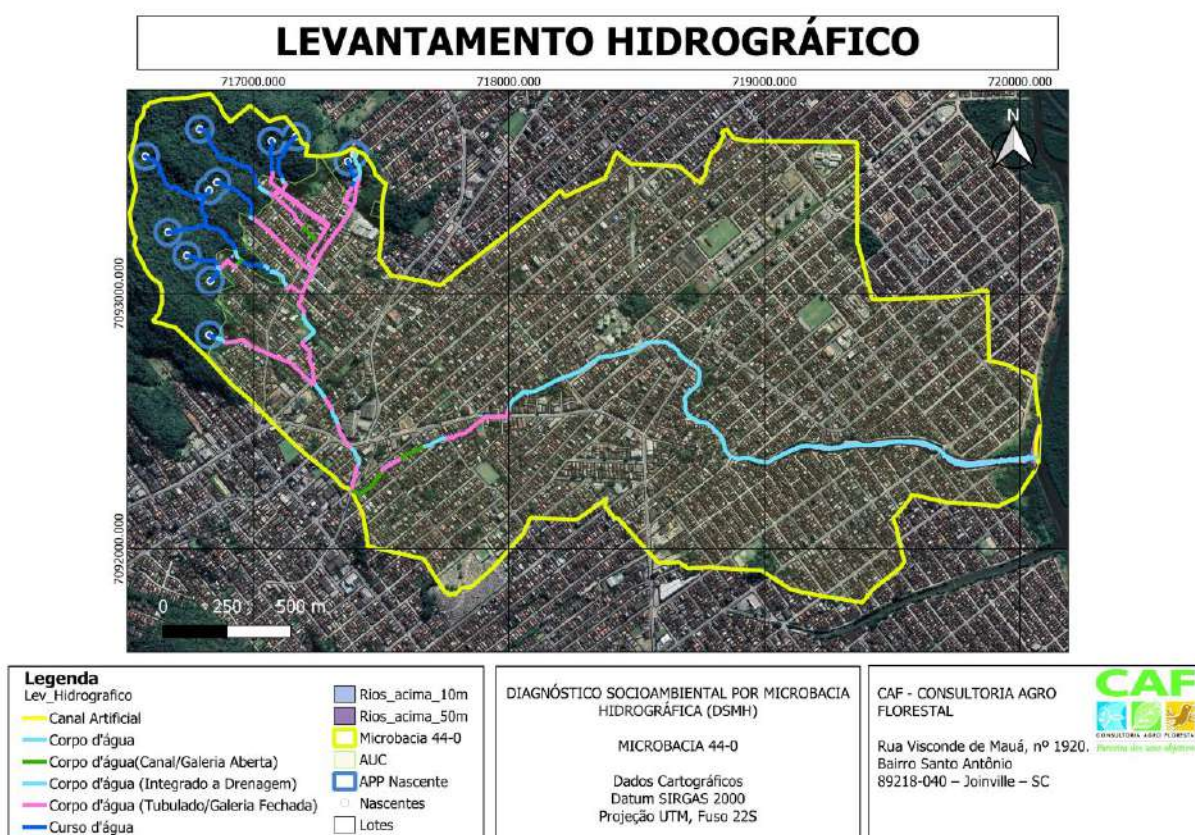 LEVANTAMENTO HIDROGRÁFICO
717000.000
718000.000
719000.000
720000.000
N
7093000.000
7092000.000
0 250 500 m
Legenda
Lev_Hidrografico
Canal Artificial
Corpo d'água
Corpo d'água(Canal/Galeria Aberta)
Corpo d'água (Integrado a Drenagem)
Corpo d'água (Tubulado/Galeria Fechada)
Curso d'água
Rios_acima_10m
Rios_acima_50m
Microbacia 44-0
AUC
APP Nascente
Nascentes
Lotes
DIAGNÓSTICO SOCIOAMBIENTAL POR MICROBACIA
HIDROGRÁFICA (DSMH)
MICROBACIA 44-0
Dados Cartográficos
Datum SIRGAS 2000
Projeção UTM, Fuso 22S
CAF - CONSULTORIA AGRO
FLORESTAL
Rua Visconde de Mauá, nº 1920.
Bairro Santo Antônio
89218-040 – Joinville – SC
CAF
CONSULTORIA AGRO FLORESTAL